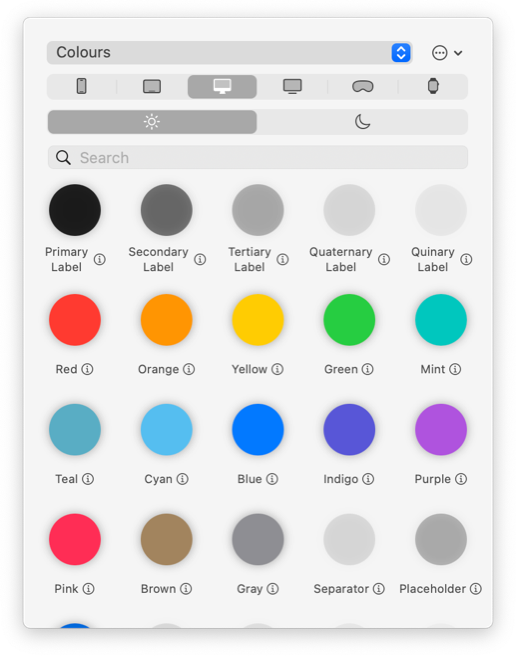 Colours
Search
Primary Label
Secondary Label
Tertiary Label
Quaternary Label
Quinary Label
Red
Orange
Yellow
Green
Mint
Teal
Cyan
Blue
Indigo
Purple
Pink
Brown
Gray
Separator
Placeholder